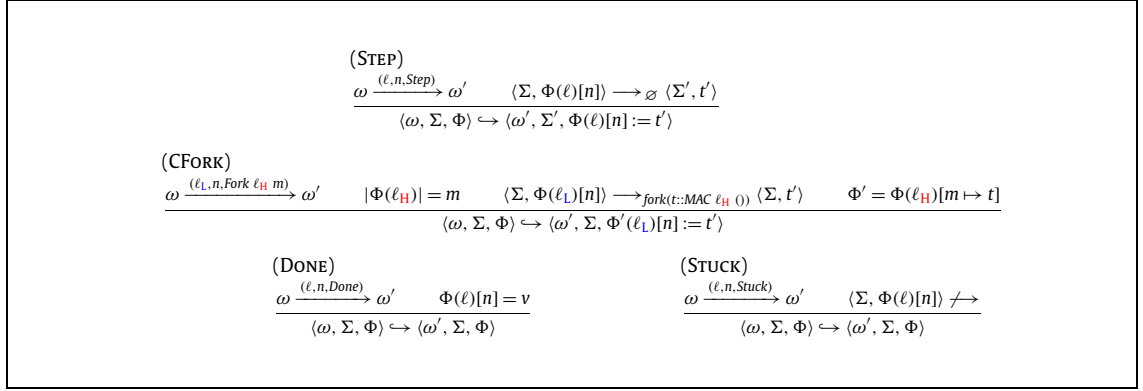 (STEP)
ω —(ℓ,n,Step)→ ω′ ⟨Σ, Φ(ℓ)[n]⟩ ⟶∅ ⟨Σ′, t′⟩
⟨ω, Σ, Φ⟩ ↪ ⟨ω′, Σ′, Φ(ℓ)[n] := t′⟩
(CFORK)
ω —(ℓL,n,Fork ℓH m)→ ω′ |Φ(ℓH)| = m ⟨Σ, Φ(ℓL)[n]⟩ ⟶fork(t::MAC ℓH ()) ⟨Σ, t′⟩ Φ′ = Φ(ℓH)[m ↦ t]
⟨ω, Σ, Φ⟩ ↪ ⟨ω′, Σ, Φ′(ℓL)[n] := t′⟩
(DONE) (STUCK)
ω —(ℓ,n,Done)→ ω′ Φ(ℓ)[n] = v ω —(ℓ,n,Stuck)→ ω′ ⟨Σ, Φ(ℓ)[n]⟩ ↛
⟨ω, Σ, Φ⟩ ↪ ⟨ω′, Σ, Φ⟩ ⟨ω, Σ, Φ⟩ ↪ ⟨ω′, Σ, Φ⟩